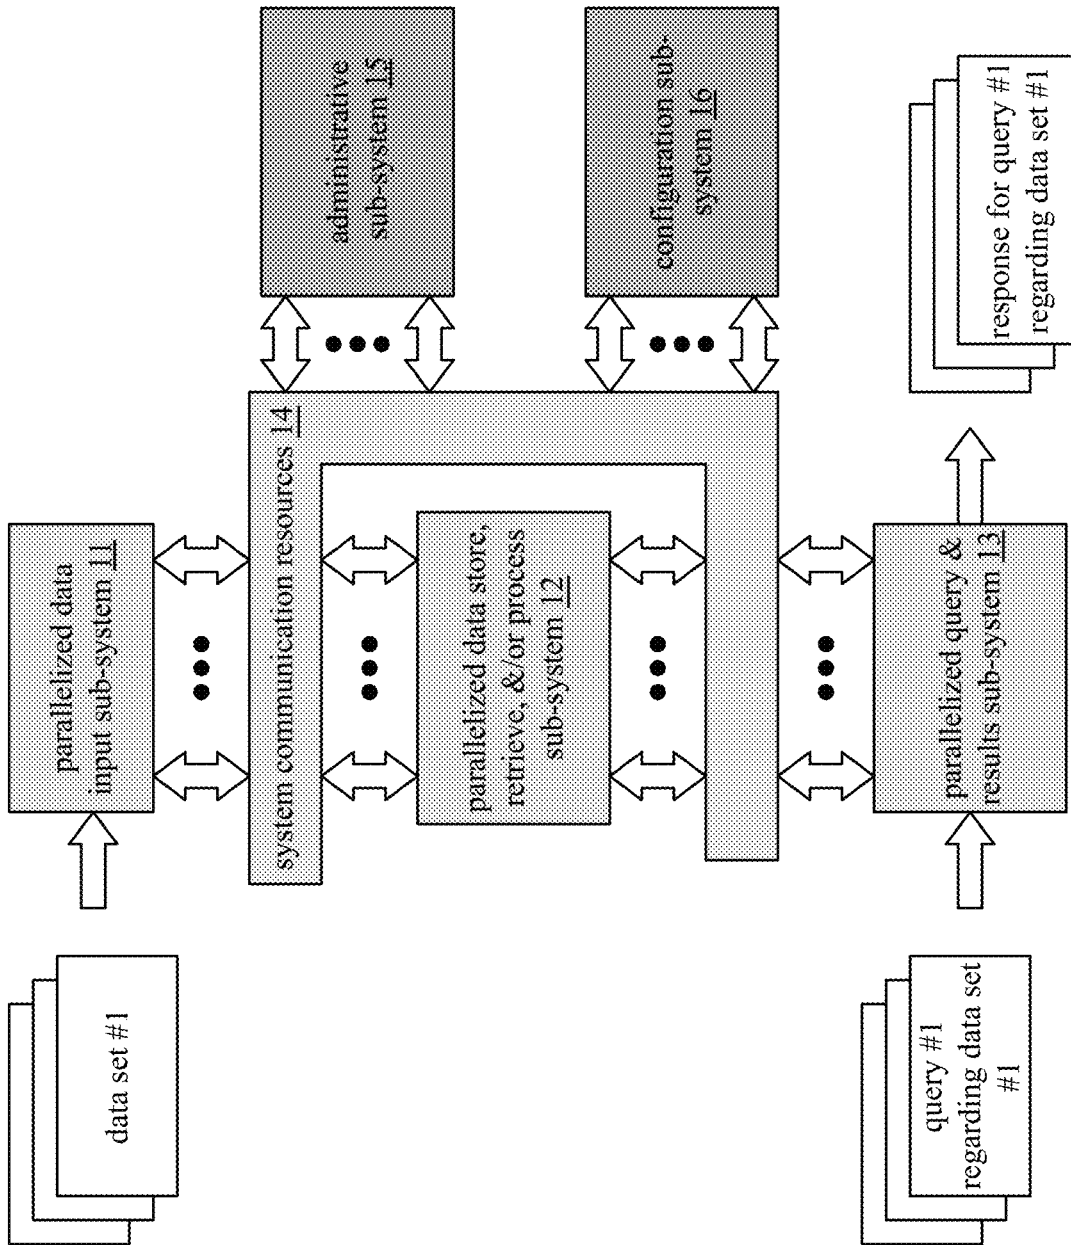 data set #1
parallelized data
input sub-system 11
system communication resources 14
parallelized data store,
retrieve, &/or process
sub-system 12
administrative
sub-system 15
configuration sub-
system 16
query #1
regarding data set
#1
parallelized query &
results sub-system 13
response for query #1
regarding data set #1